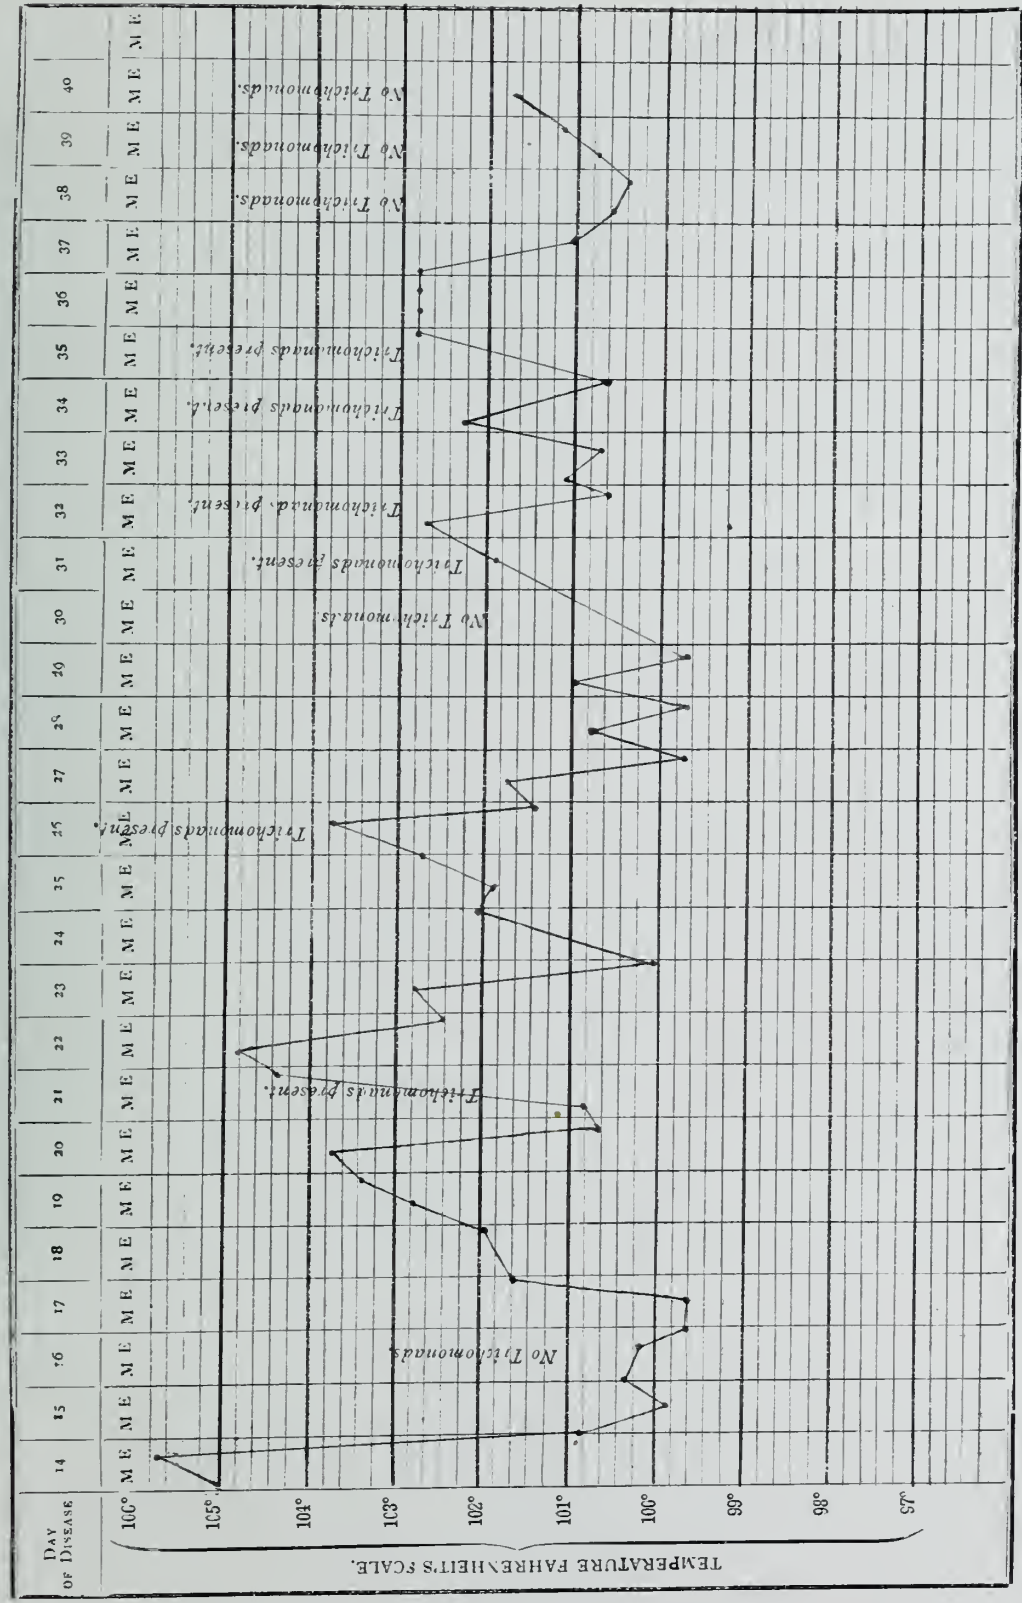 DAY
OF DISEASE
14 15 16 17 18 19 20 21 22 23 24 25 26 27 28 29 30 31 32 33 34 35 36 37 38 39 40
M E M E M E M E M E M E M E M E M E M E M E M E M E M E M E M E M E M E M E M E M E M E M E M E M E M E M E M E
TEMPERATURE FAHRENHEIT'S SCALE.
106°
105°
104°
103°
102°
101°
100°
99°
98°
97°
No Trichomonads.
Trichomonads present.
Trichomonads present.
No Trichomonads.
Trichomonads present.
Trichomonads present.
Trichomonads present.
Trichomonads present.
No Trichomonads.
No Trichomonads.
No Trichomonads.